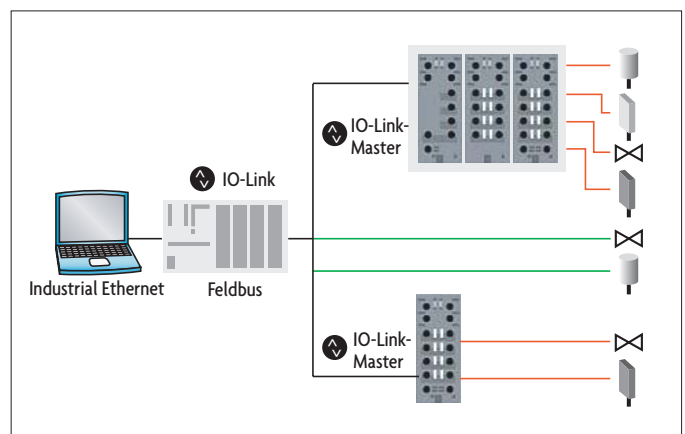 IO-Link-
Master
IO-Link
Industrial Ethernet
Feldbus
IO-Link-
Master